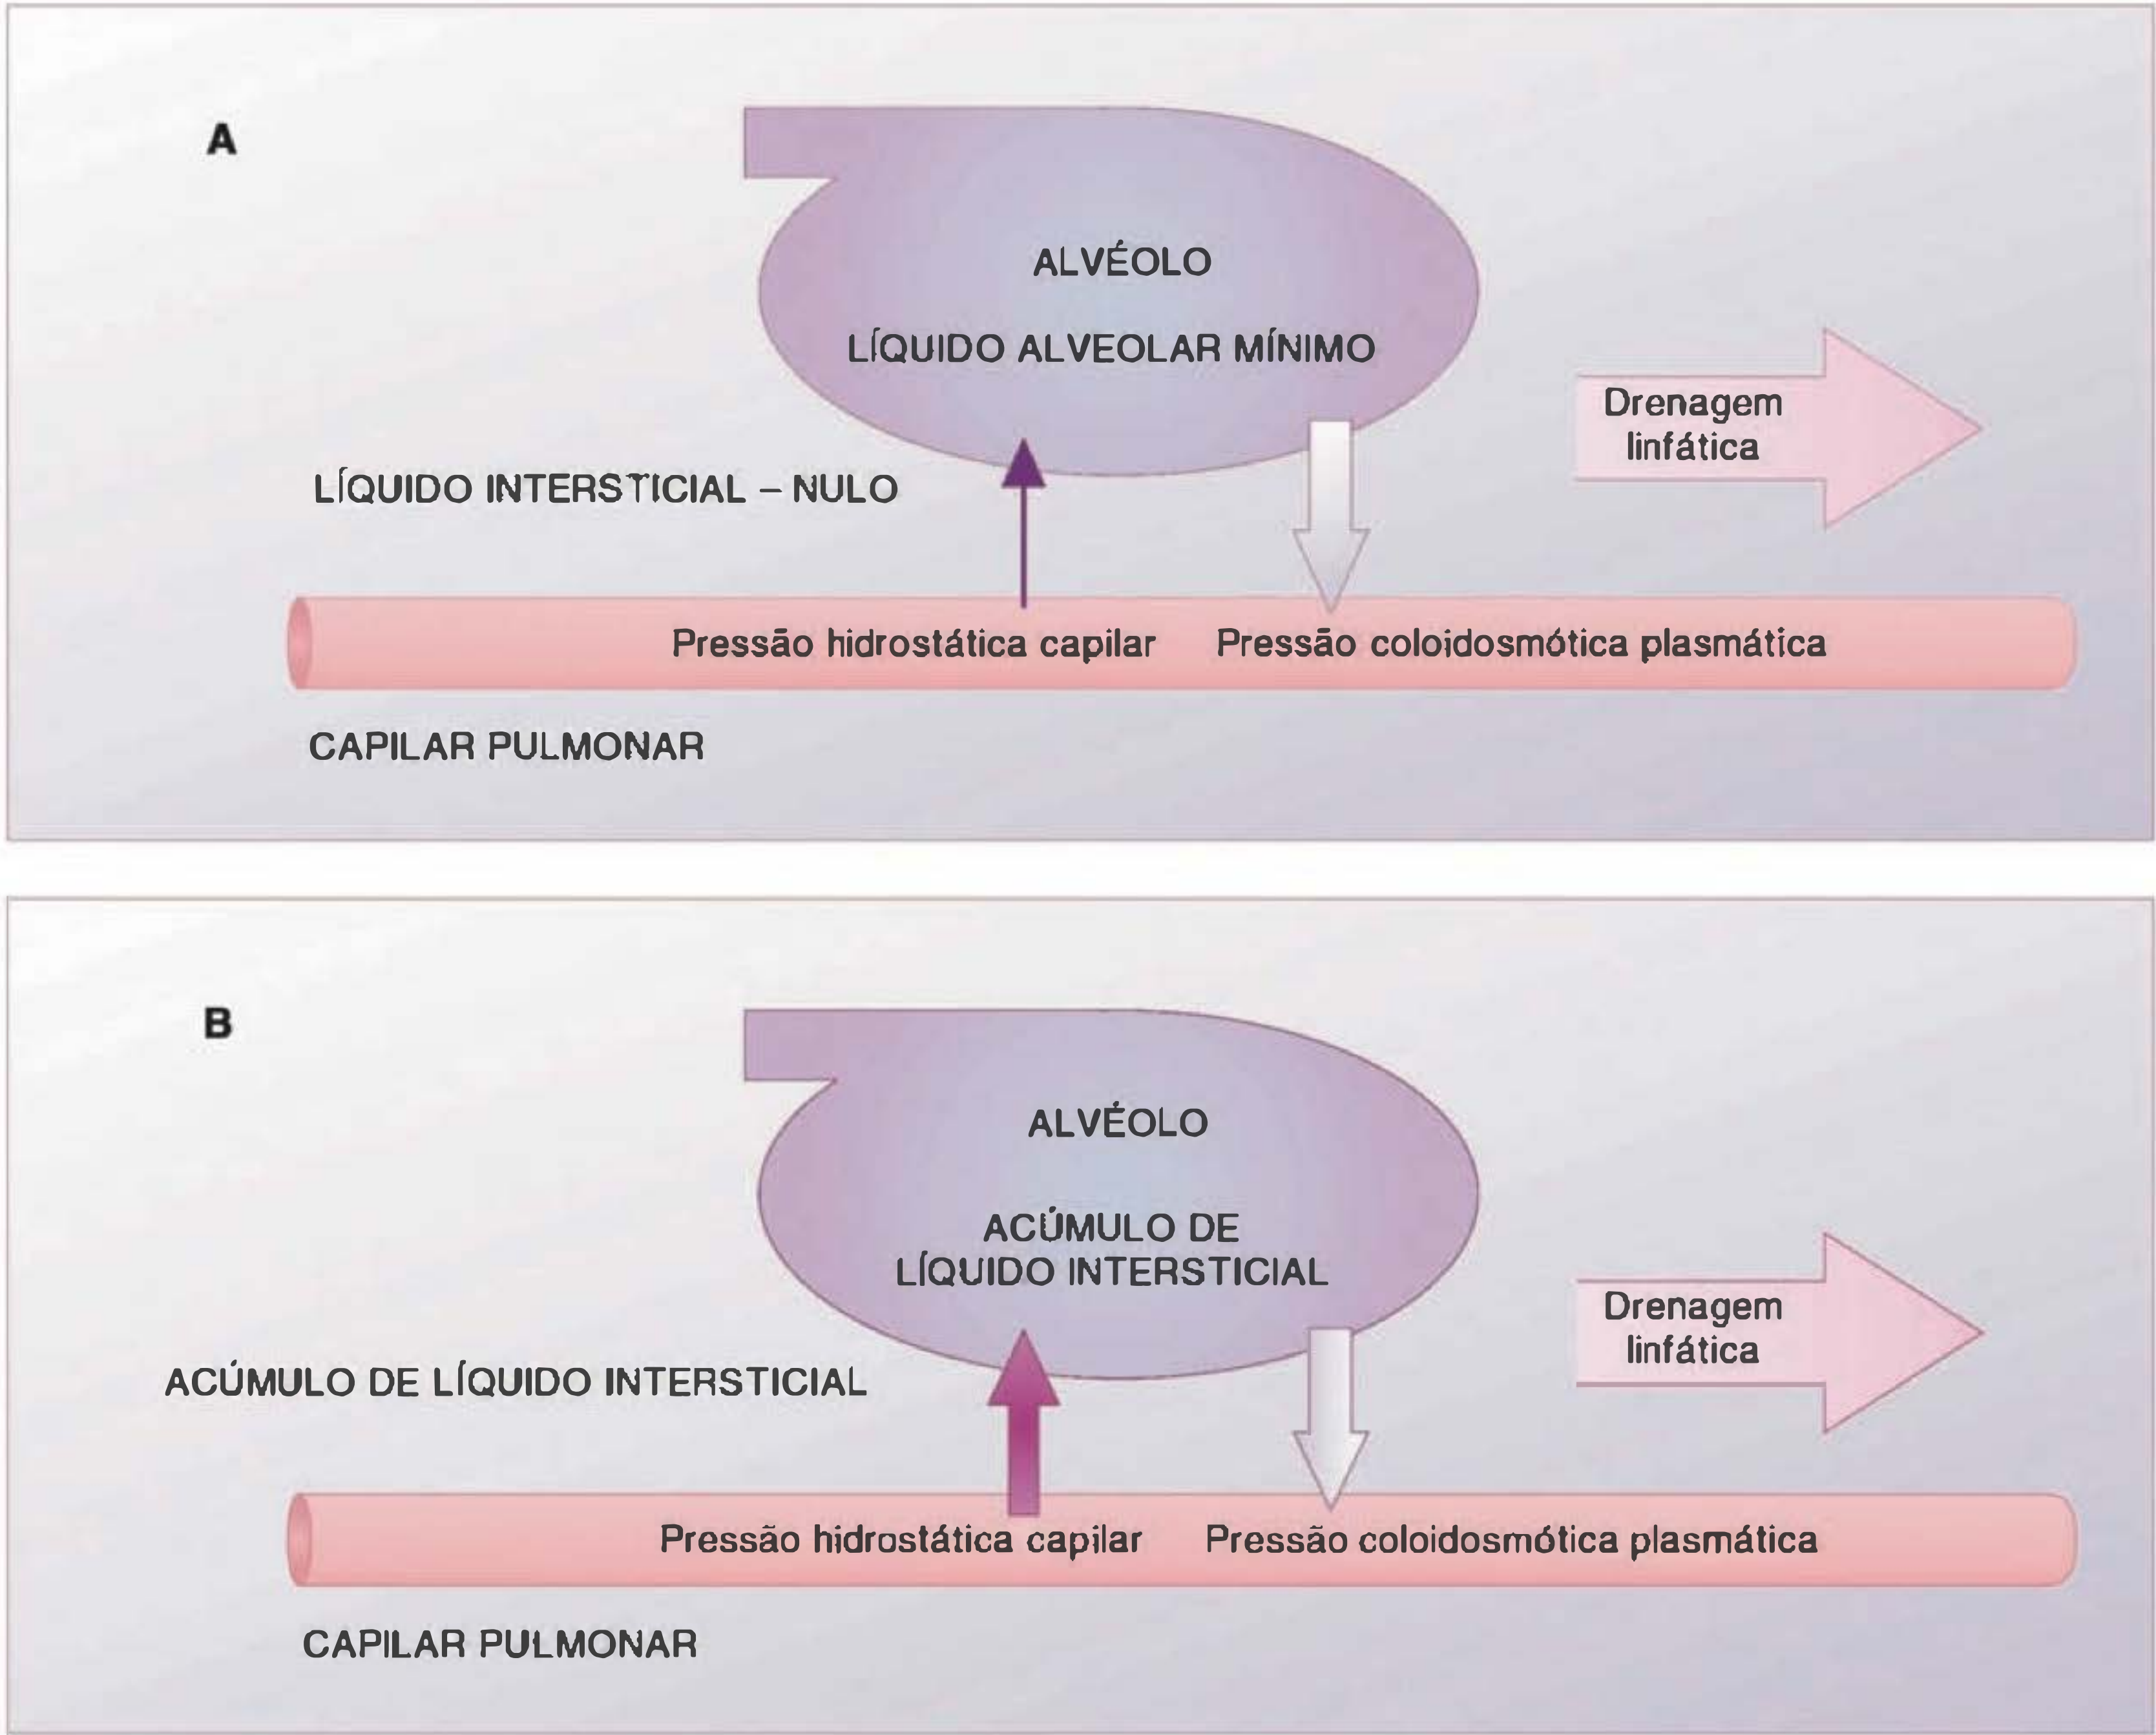 A
ALVÉOLO
LÍQUIDO ALVEOLAR MÍNIMO
Drenagem
linfática
LÍQUIDO INTERSTICIAL – NULO
Pressão hidrostática capilar Pressão coloidosmótica plasmática
CAPILAR PULMONAR
B
ALVÉOLO
ACÚMULO DE
LÍQUIDO INTERSTICIAL
Drenagem
linfática
ACÚMULO DE LÍQUIDO INTERSTICIAL
Pressão hidrostática capilar Pressão coloidosmótica plasmática
CAPILAR PULMONAR